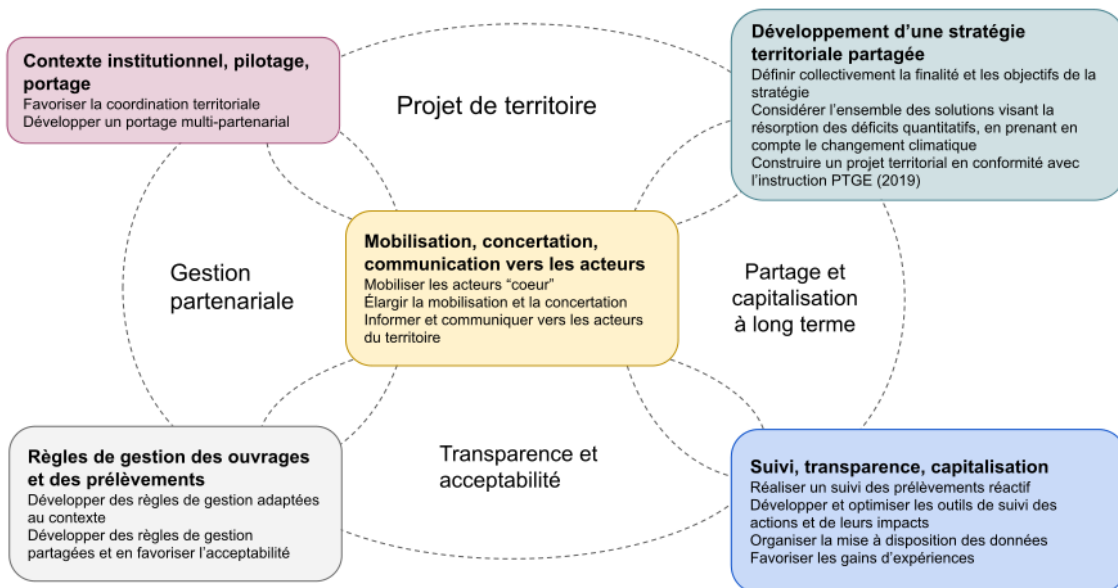 Contexte institutionnel, pilotage,
portage
Favoriser la coordination territoriale
Développer un portage multi-partenarial
Projet de territoire
Développement d’une stratégie
territoriale partagée
Définir collectivement la finalité et les objectifs de la
stratégie
Considérer l’ensemble des solutions visant la
résorption des déficits quantitatifs, en prenant en
compte le changement climatique
Construire un projet territorial en conformité avec
l’instruction PTGE (2019)
Gestion
partenariale
Mobilisation, concertation,
communication vers les acteurs
Mobiliser les acteurs “coeur”
Élargir la mobilisation et la concertation
Informer et communiquer vers les acteurs
du territoire
Partage et
capitalisation
à long terme
Règles de gestion des ouvrages
et des prélèvements
Développer des règles de gestion adaptées
au contexte
Développer des règles de gestion
partagées et en favoriser l’acceptabilité
Transparence et
acceptabilité
Suivi, transparence, capitalisation
Réaliser un suivi des prélèvements réactif
Développer et optimiser les outils de suivi des
actions et de leurs impacts
Organiser la mise à disposition des données
Favoriser les gains d’expériences